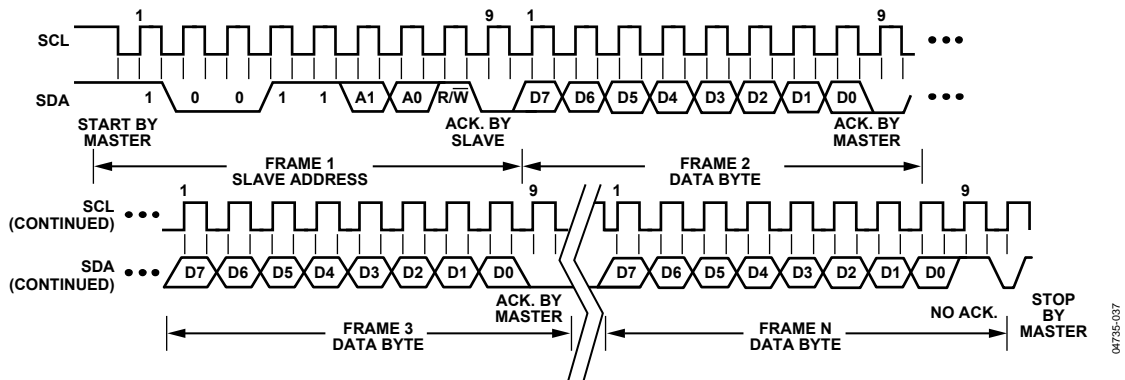 1 9 1 9
SCL •••
SDA 1 0 0 1 1 A1 A0 R/W̅ D7 D6 D5 D4 D3 D2 D1 D0 •••
START BY
MASTER
ACK. BY
SLAVE
ACK. BY
MASTER
FRAME 1
SLAVE ADDRESS
FRAME 2
DATA BYTE
1 9 1 9
SCL
(CONTINUED) •••
SDA
(CONTINUED) ••• D7 D6 D5 D4 D3 D2 D1 D0 D7 D6 D5 D4 D3 D2 D1 D0
ACK. BY
MASTER
NO ACK.
STOP
BY
MASTER
FRAME 3
DATA BYTE
FRAME N
DATA BYTE
04735-037